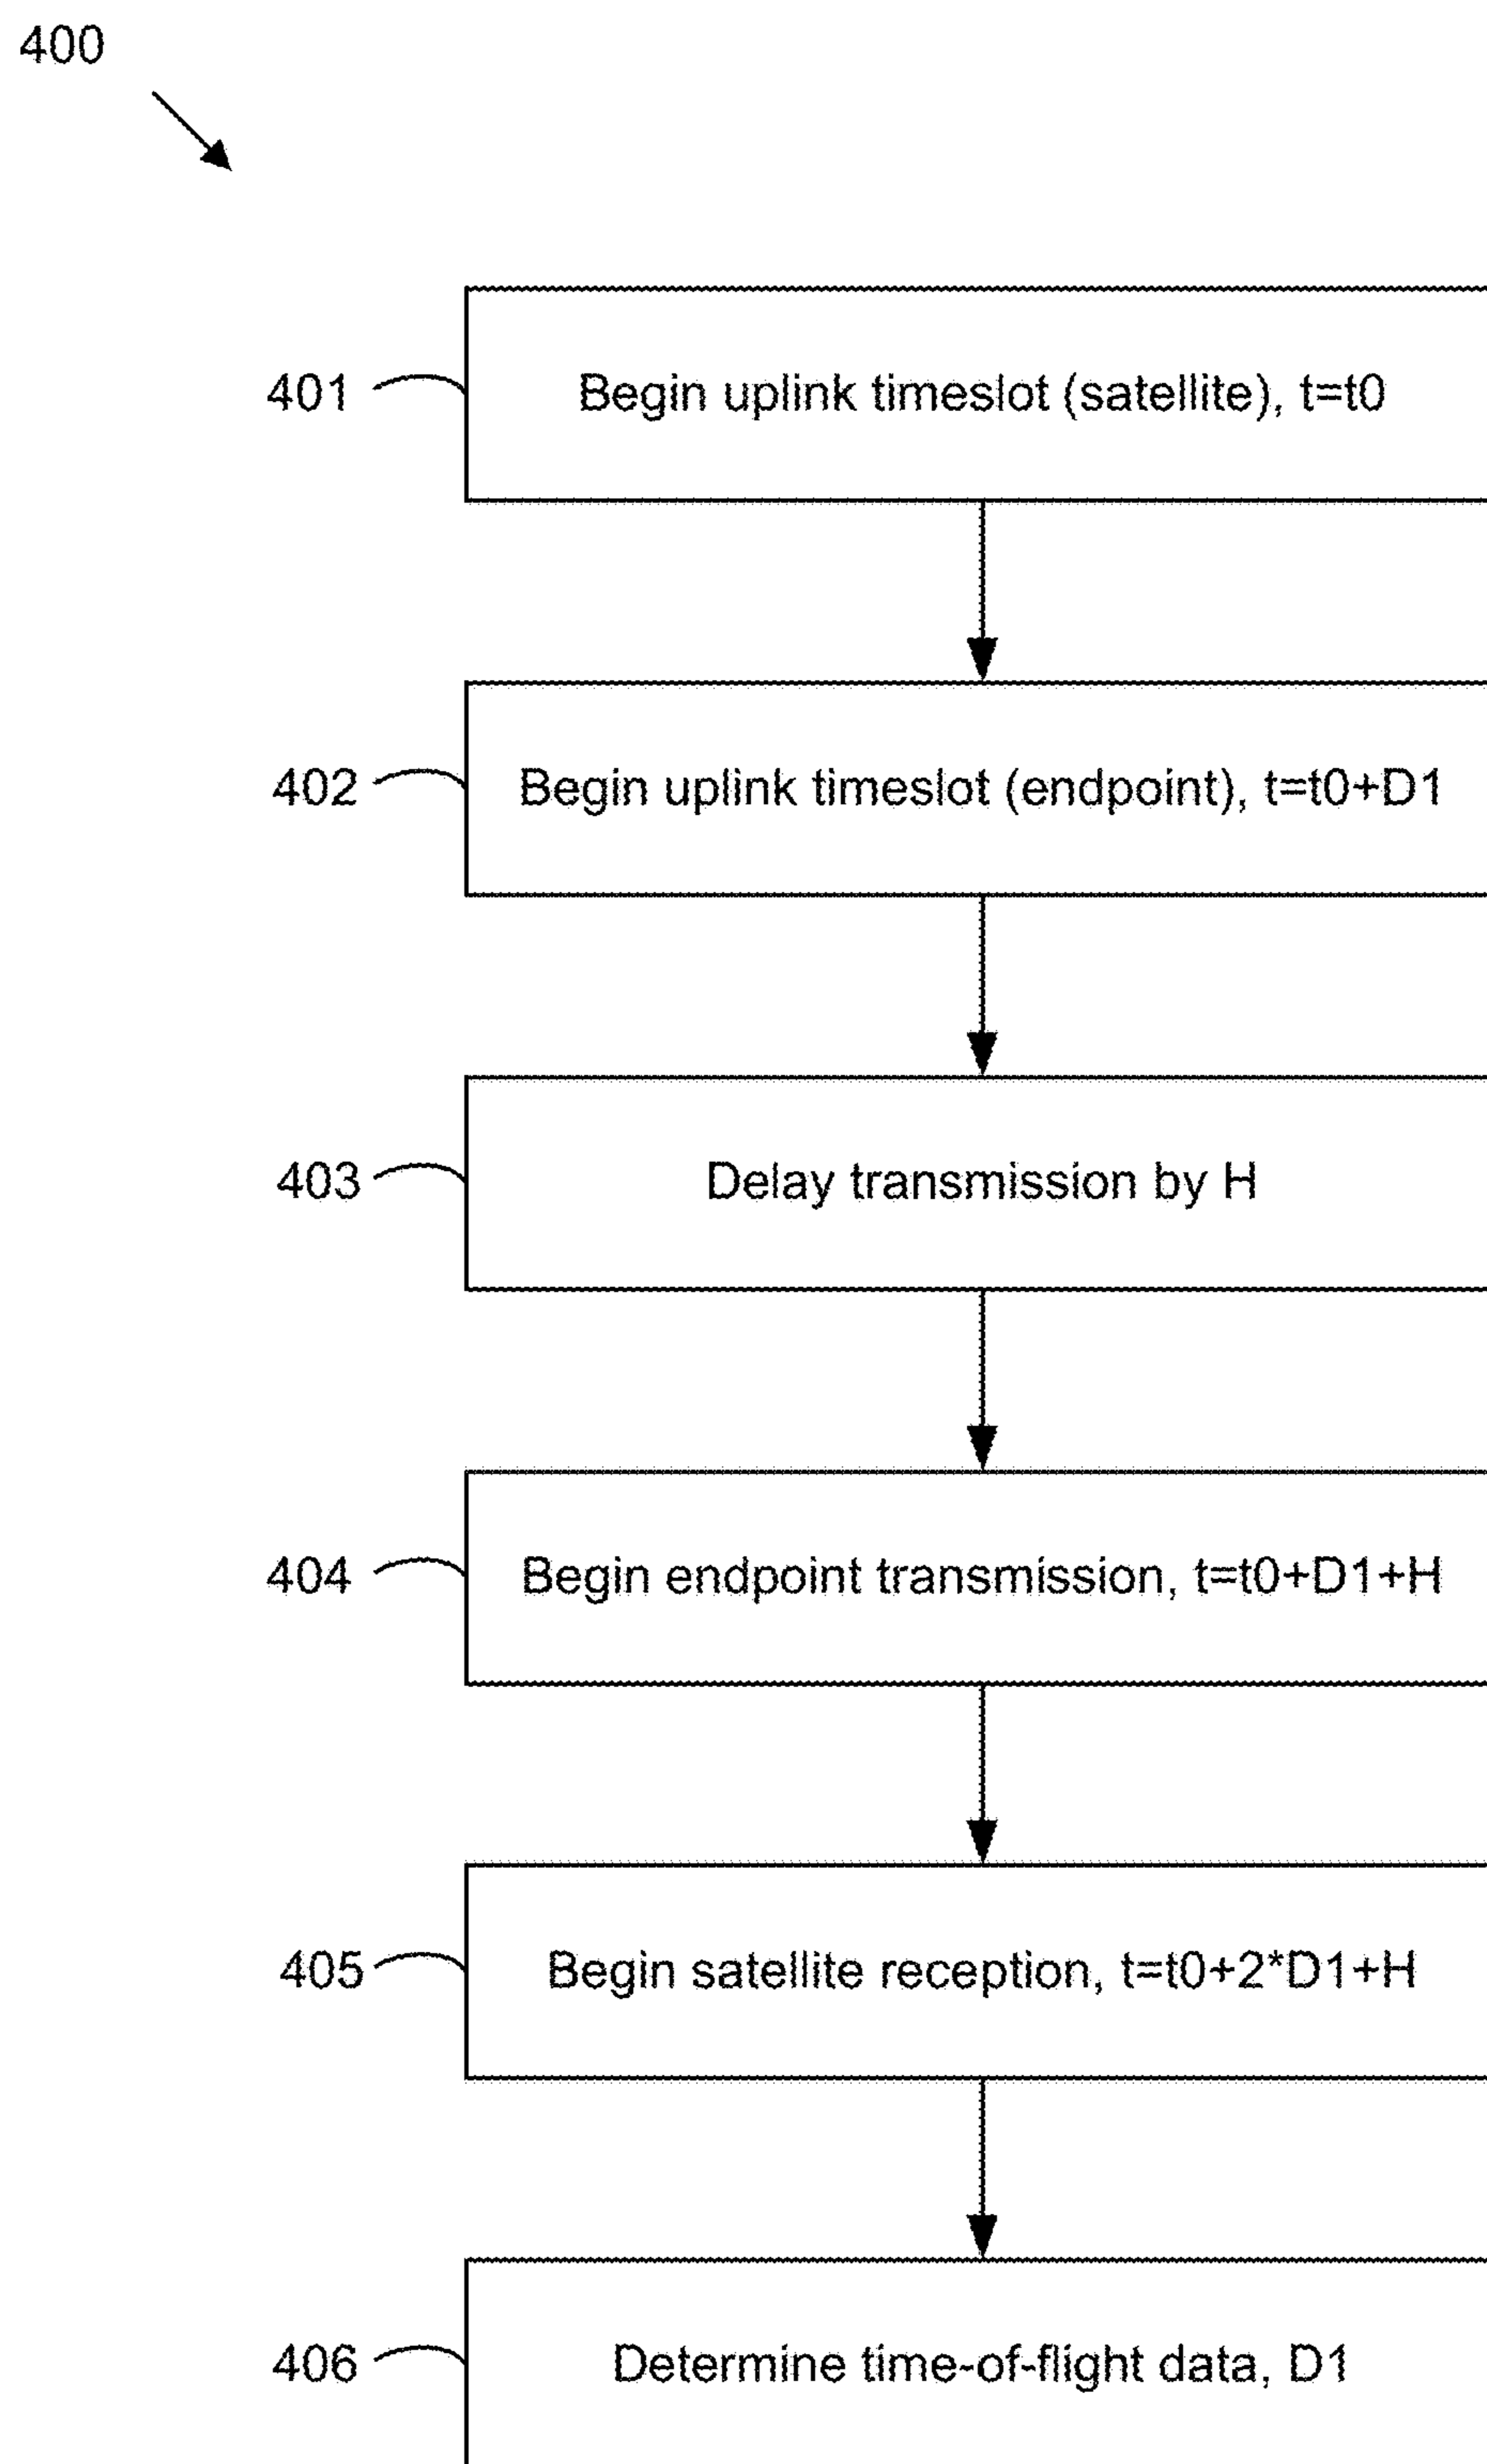 400
401 Begin uplink timeslot (satellite), t=t0
402 Begin uplink timeslot (endpoint), t=t0+D1
403 Delay transmission by H
404 Begin endpoint transmission, t=t0+D1+H
405 Begin satellite reception, t=t0+2*D1+H
406 Determine time-of-flight data, D1